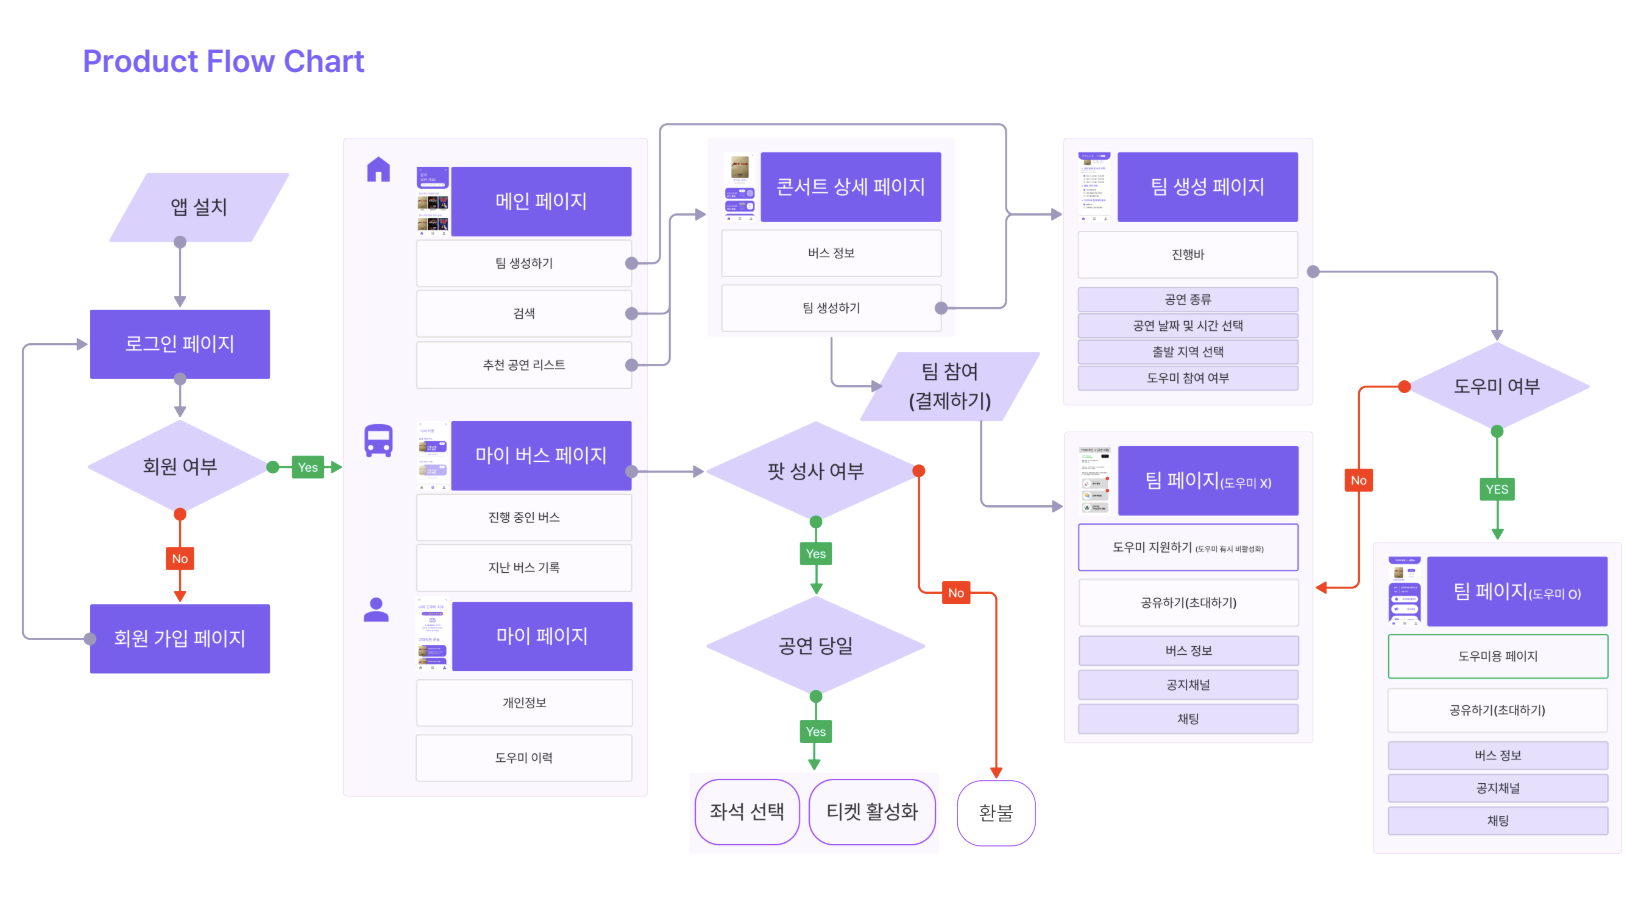 Product Flow Chart
앱 설치
로그인 페이지
회원 여부
Yes
No
회원 가입 페이지
메인 페이지
팀 생성하기
검색
추천 공연 리스트
마이 버스 페이지
진행 중인 버스
지난 버스 기록
마이 페이지
개인정보
도우미 이력
콘서트 상세 페이지
버스 정보
팀 생성하기
팀 참여
(결제하기)
팟 성사 여부
Yes
No
공연 당일
Yes
좌석 선택
티켓 활성화
환불
팀 생성 페이지
진행바
공연 종류
공연 날짜 및 시간 선택
출발 지역 선택
도우미 참여 여부
도우미 여부
No
YES
팀 페이지(도우미 X)
도우미 지원하기 (도우미 有시 비활성화)
공유하기(초대하기)
버스 정보
공지채널
채팅
팀 페이지(도우미 O)
도우미용 페이지
공유하기(초대하기)
버스 정보
공지채널
채팅